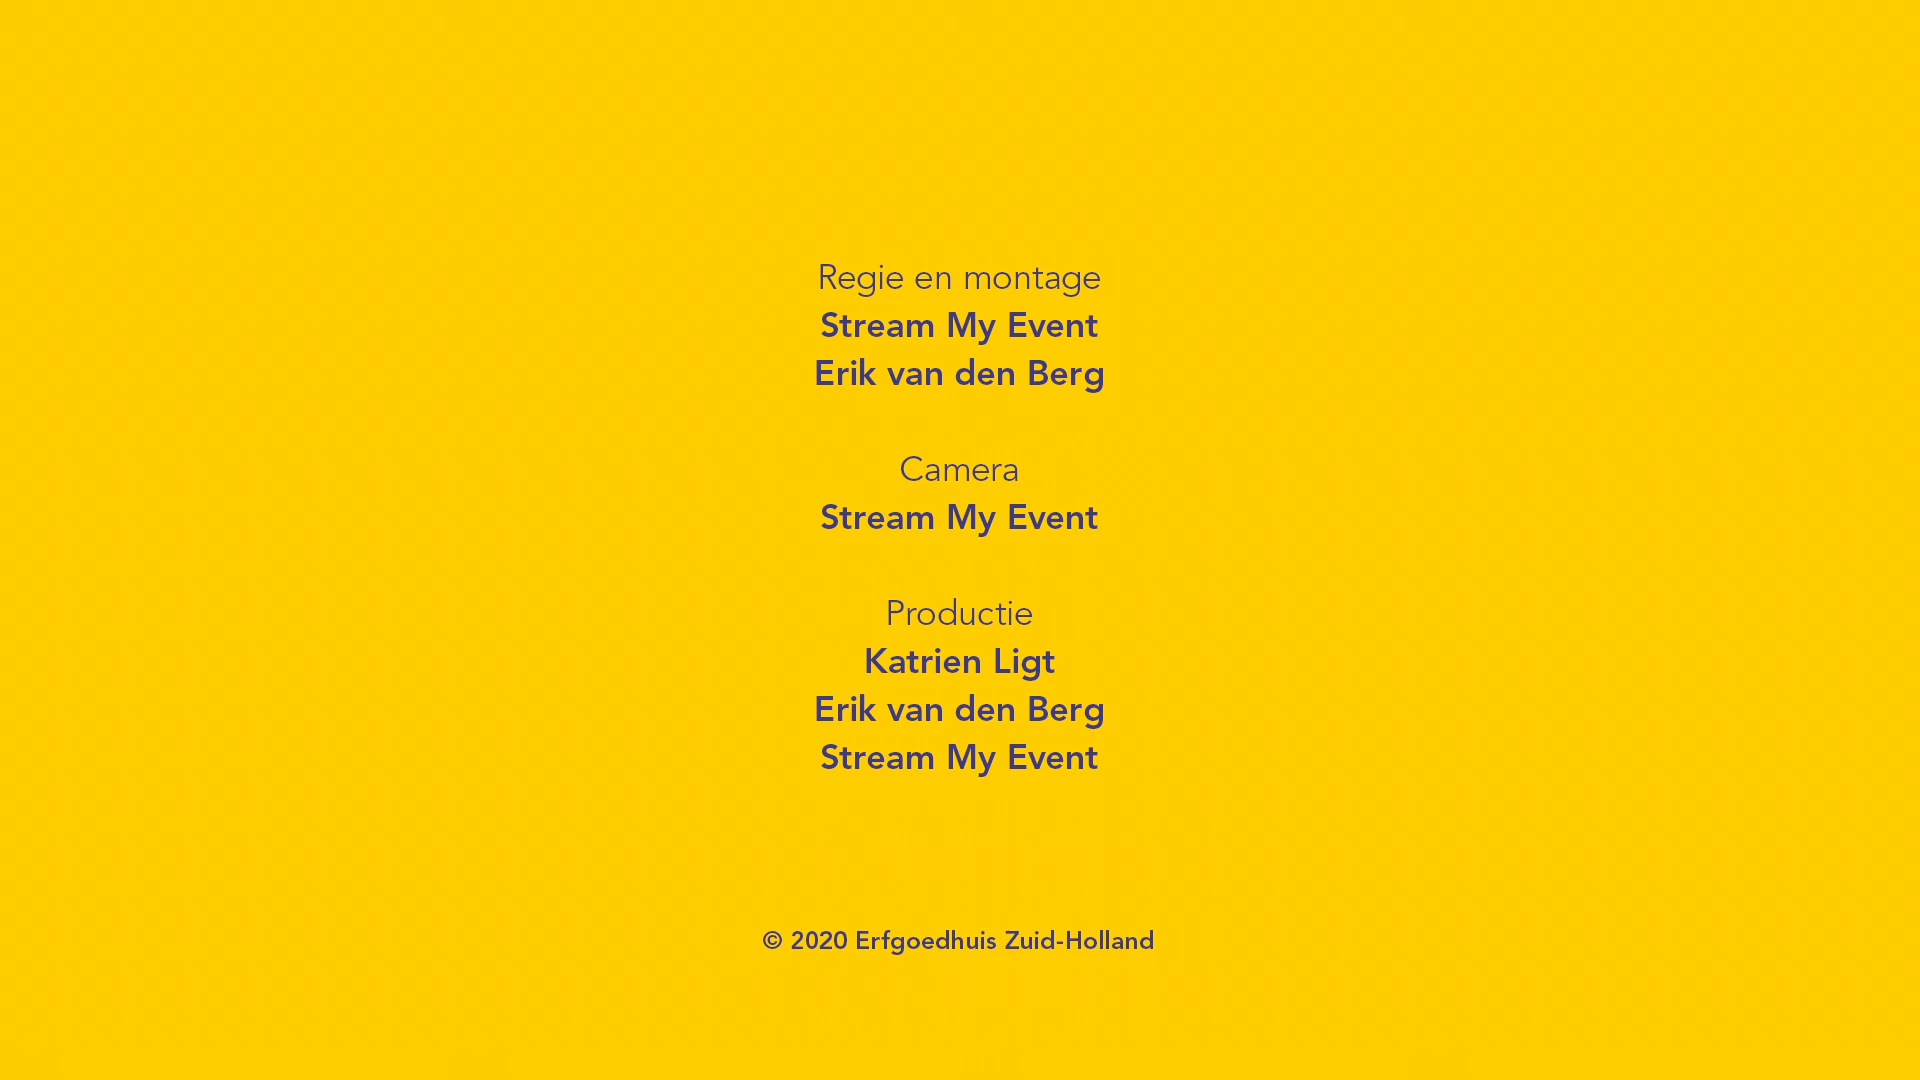 Regie en montage
Stream My Event
Erik van den Berg
Camera
Stream My Event
Productie
Katrien Ligt
Erik van den Berg
Stream My Event
© 2020 Erfgoedhuis Zuid-Holland